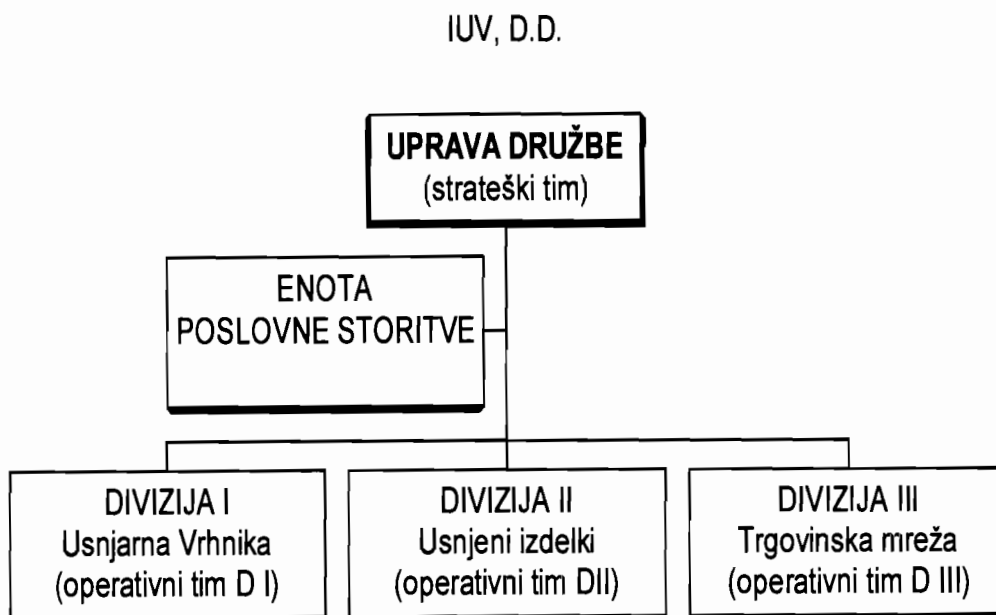 IUV, D.D.
UPRAVA DRUŽBE
(strateški tim)
ENOTA
POSLOVNE STORITVE
DIVIZIJA I
Usnjarna Vrhnika
(operativni tim D I)
DIVIZIJA II
Usnjeni izdelki
(operativni tim DII)
DIVIZIJA III
Trgovinska mreža
(operativni tim D III)